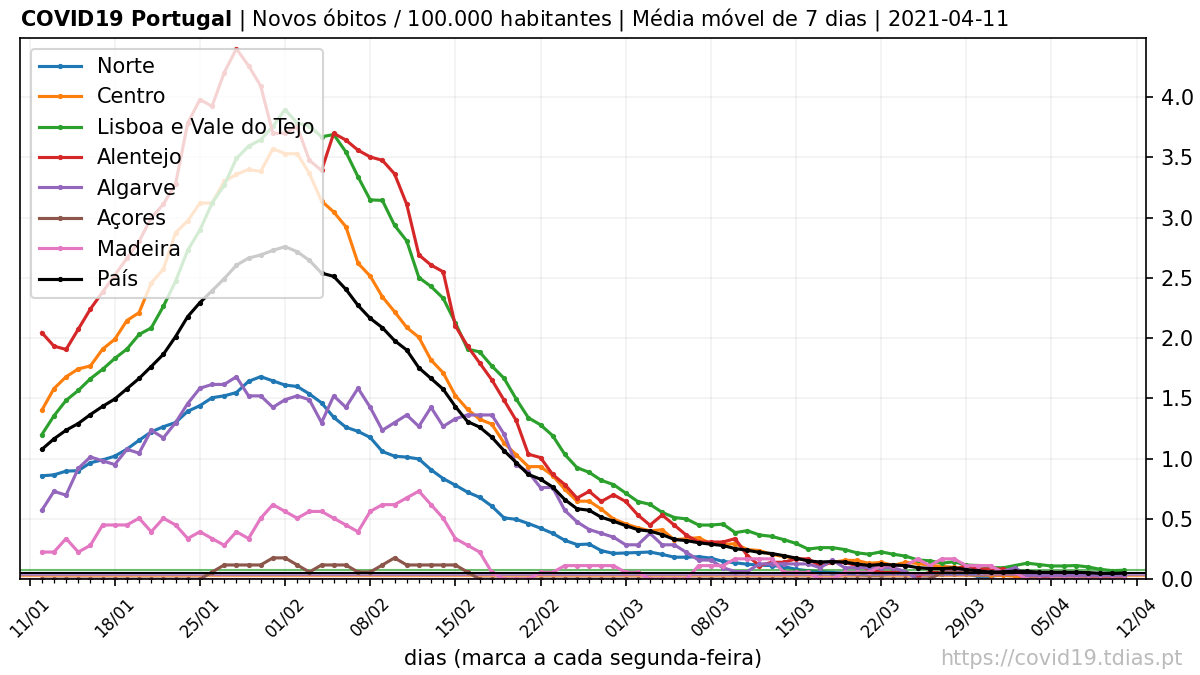 COVID19 Portugal | Novos óbitos / 100.000 habitantes | Média móvel de 7 dias | 2021-04-11
Norte
Centro
Lisboa e Vale do Tejo
Alentejo
Algarve
Açores
Madeira
País
4.0
3.5
3.0
2.5
2.0
1.5
1.0
0.5
0.0
11/01 18/01 25/01 01/02 08/02 15/02 22/02 01/03 08/03 15/03 22/03 29/03 05/04 12/04
dias (marca a cada segunda-feira)
https://covid19.tdias.pt